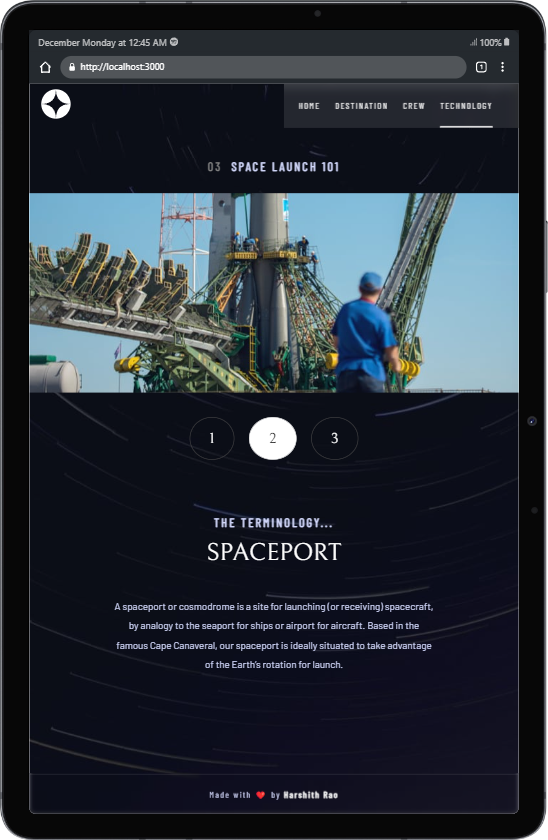 December Monday at 12:45 AM
100%
http://localhost:3000
1
HOME DESTINATION CREW TECHNOLOGY
03 SPACE LAUNCH 101
1 2 3
THE TERMINOLOGY...
SPACEPORT
A spaceport or cosmodrome is a site for launching (or receiving) spacecraft,
by analogy to the seaport for ships or airport for aircraft. Based in the
famous Cape Canaveral, our spaceport is ideally situated to take advantage
of the Earth's rotation for launch.
Made with ❤️ by Harshith Rao